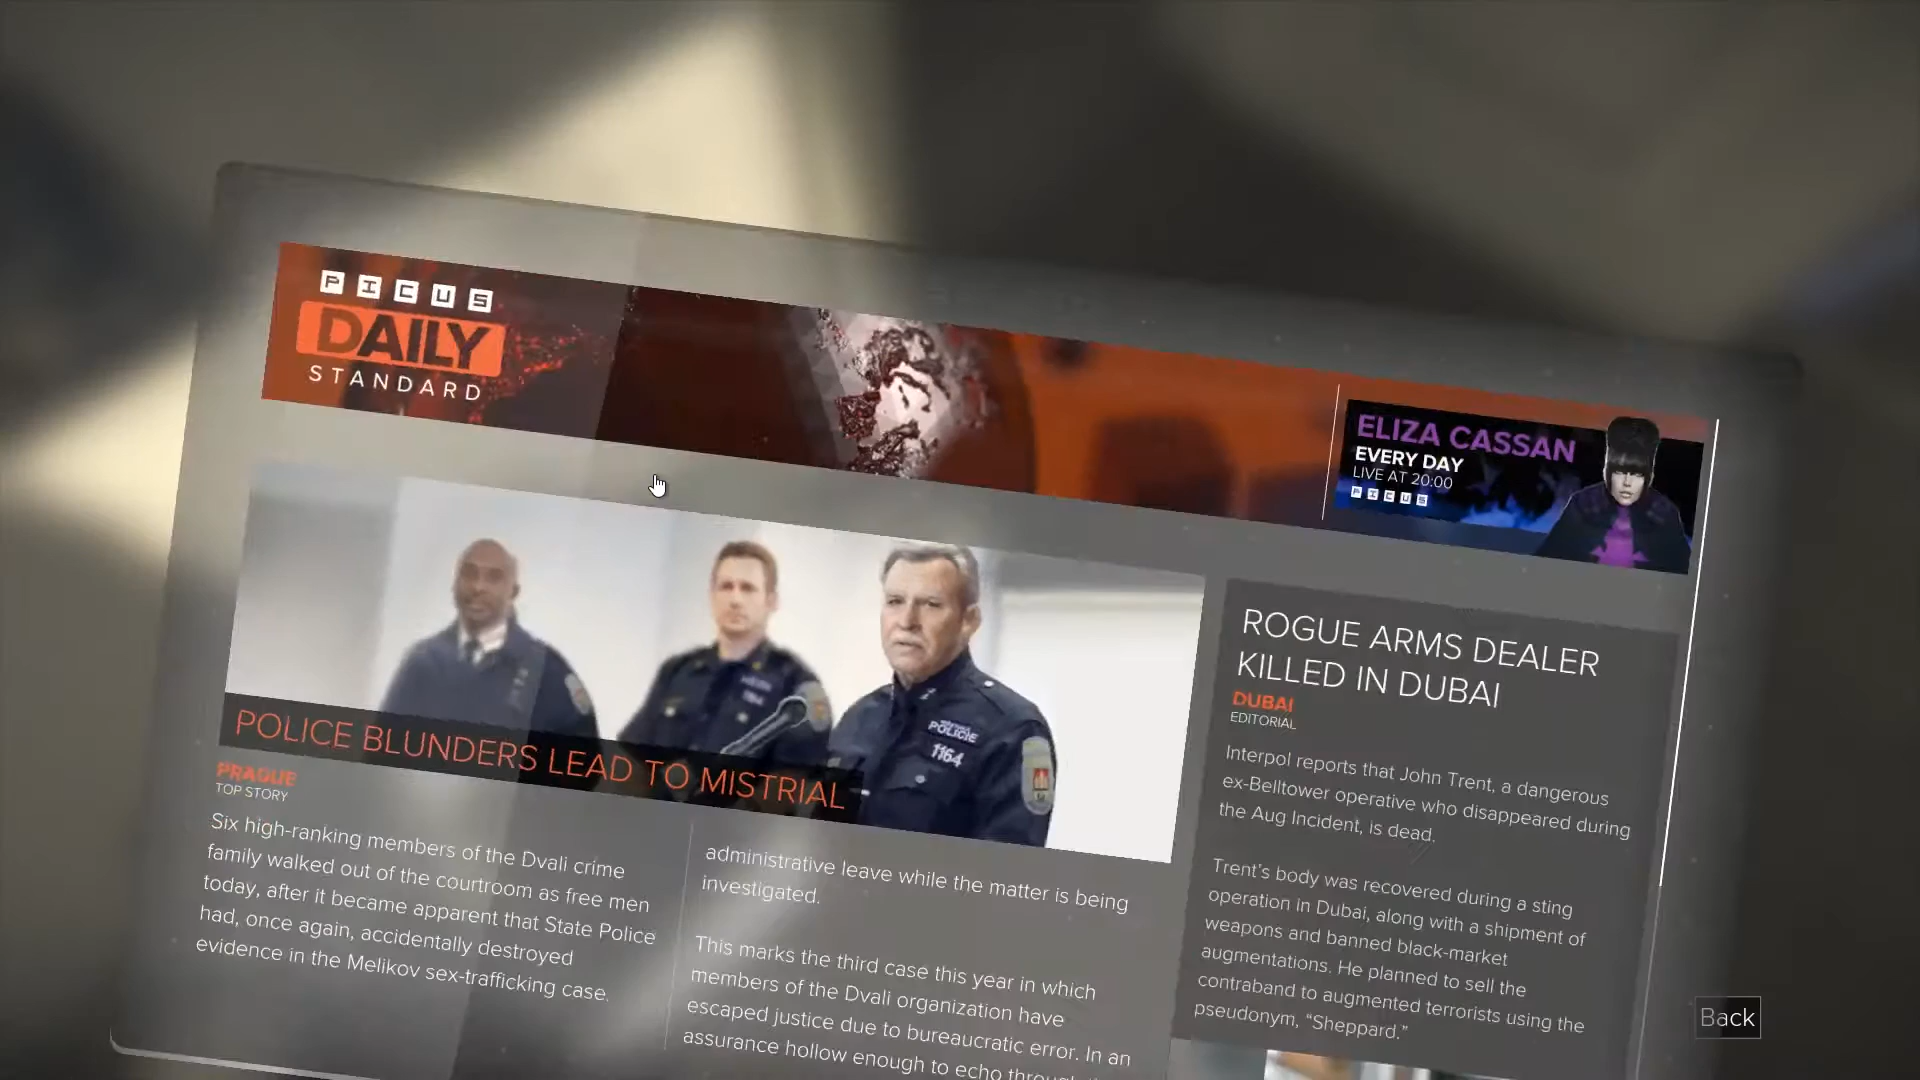 PICUS
DAILY
STANDARD
ELIZA CASSAN
EVERY DAY
LIVE AT 20:00
PICUS
POLICIE
1164
POLICE BLUNDERS LEAD TO MISTRIAL
PRAGUE
TOP STORY
Six high-ranking members of the Dvali crime
family walked out of the courtroom as free men
today, after it became apparent that State Police
had, once again, accidentally destroyed
evidence in the Melikov sex-trafficking case.
administrative leave while the matter is being
investigated.
This marks the third case this year in which
members of the Dvali organization have
escaped justice due to bureaucratic error. In an
assurance hollow enough to echo through
ROGUE ARMS DEALER
KILLED IN DUBAI
DUBAI
EDITORIAL
Interpol reports that John Trent, a dangerous
ex-Belltower operative who disappeared during
the Aug Incident, is dead.
Trent's body was recovered during a sting
operation in Dubai, along with a shipment of
weapons and banned black-market
augmentations. He planned to sell the
contraband to augmented terrorists using the
pseudonym, “Sheppard.”
Back